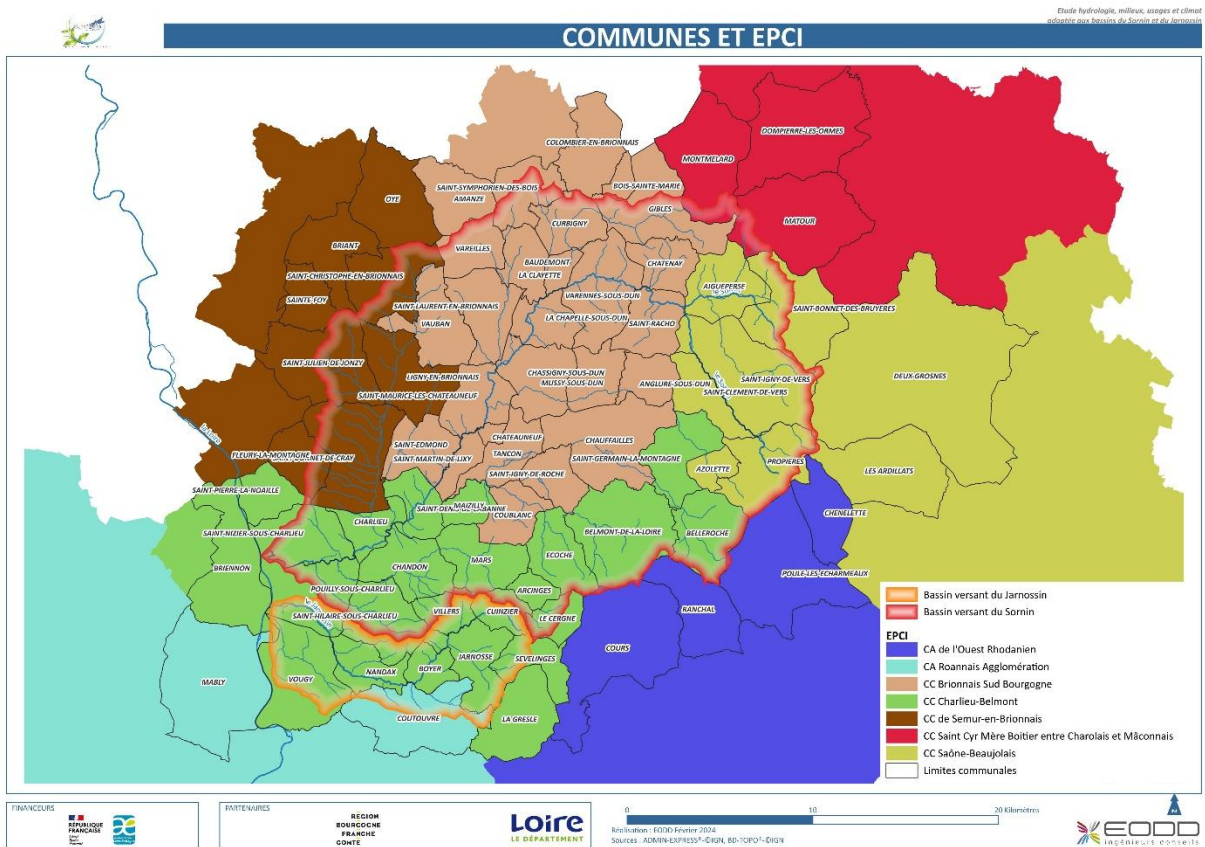 Etude hydrologie, milieux, usages et climat
adaptée aux bassins du Sornin et du Jarnossin
COMMUNES ET EPCI
COLOMBIER-EN-BRIONNAIS
DOMPIERRE-LES-ORMES
MONTMELARD
SAINT-SYMPHORIEN-DES-BOIS
BOIS-SAINTE-MARIE
OYE
AMANZE
GIBLES
CURBIGNY
MATOUR
BRIANT
VAREILLES
BAUDEMONT
CHATENAY
SAINT-CHRISTOPHE-EN-BRIONNAIS
LA CLAYETTE
AIGUEPERSE
SAINTE-FOY
VARENNES-SOUS-DUN
SAINT-LAURENT-EN-BRIONNAIS
SAINT-BONNET-DES-BRUYERES
VAUBAN
LA CHAPELLE-SOUS-DUN
SAINT-RACHO
SAINT-JULIEN-DE-JONZY
LIGNY-EN-BRIONNAIS
CHASSIGNY-SOUS-DUN
DEUX-GROSNES
MUSSY-SOUS-DUN
ANGLURE-SOUS-DUN
SAINT-IGNY-DE-VERS
SAINT-CLEMENT-DE-VERS
SAINT-MAURICE-LES-CHATEAUNEUF
la Loire
SAINT-EDMOND
CHATEAUNEUF
CHAUFFAILLES
FLEURY-LA-MONTAGNE
TANCON
SAINT-MARTIN-DE-LIXY
SAINT-GERMAIN-LA-MONTAGNE
PROPIERES
AZOLETTE
LES ARDILLATS
SAINT-IGNY-DE-ROCHE
SAINT-PIERRE-LA-NOAILLE
MAIZILLY
COUBLANC
CHENELETTE
CHARLIEU
SAINT-NIZIER-SOUS-CHARLIEU
BELMONT-DE-LA-LOIRE
BELLEROCHE
ECOCHE
MARS
BRIENNON
CHANDON
POULE-LES-ECHARMEAUX
POUILLY-SOUS-CHARLIEU
ARCINGES
VILLERS
CUINZIER
RANCHAL
SAINT-HILAIRE-SOUS-CHARLIEU
LE CERGNE
COURS
JARNOSSE
SEVELINGES
NANDAX
BOYER
MABLY
VOUGY
COUTOUVRE
LA GRESLE
Bassin versant du Jarnossin
Bassin versant du Sornin
EPCI
CA de l'Ouest Rhodanien
CA Roannais Agglomération
CC Brionnais Sud Bourgogne
CC Charlieu-Belmont
CC de Semur-en-Brionnais
CC Saint Cyr Mère Boitier entre Charolais et Mâconnais
CC Saône-Beaujolais
Limites communales
FINANCEURS
RÉPUBLIQUE
FRANÇAISE
PARTENAIRES
REGION
BOURGOGNE
FRANCHE
COMTE
Loire
LE DÉPARTEMENT
0 10 20 Kilomètres
Réalisation : EODD Février 2024
Sources : ADMIN-EXPRESS®-©IGN, BD-TOPO®-©IGN
N
EODD
ingénieurs conseils